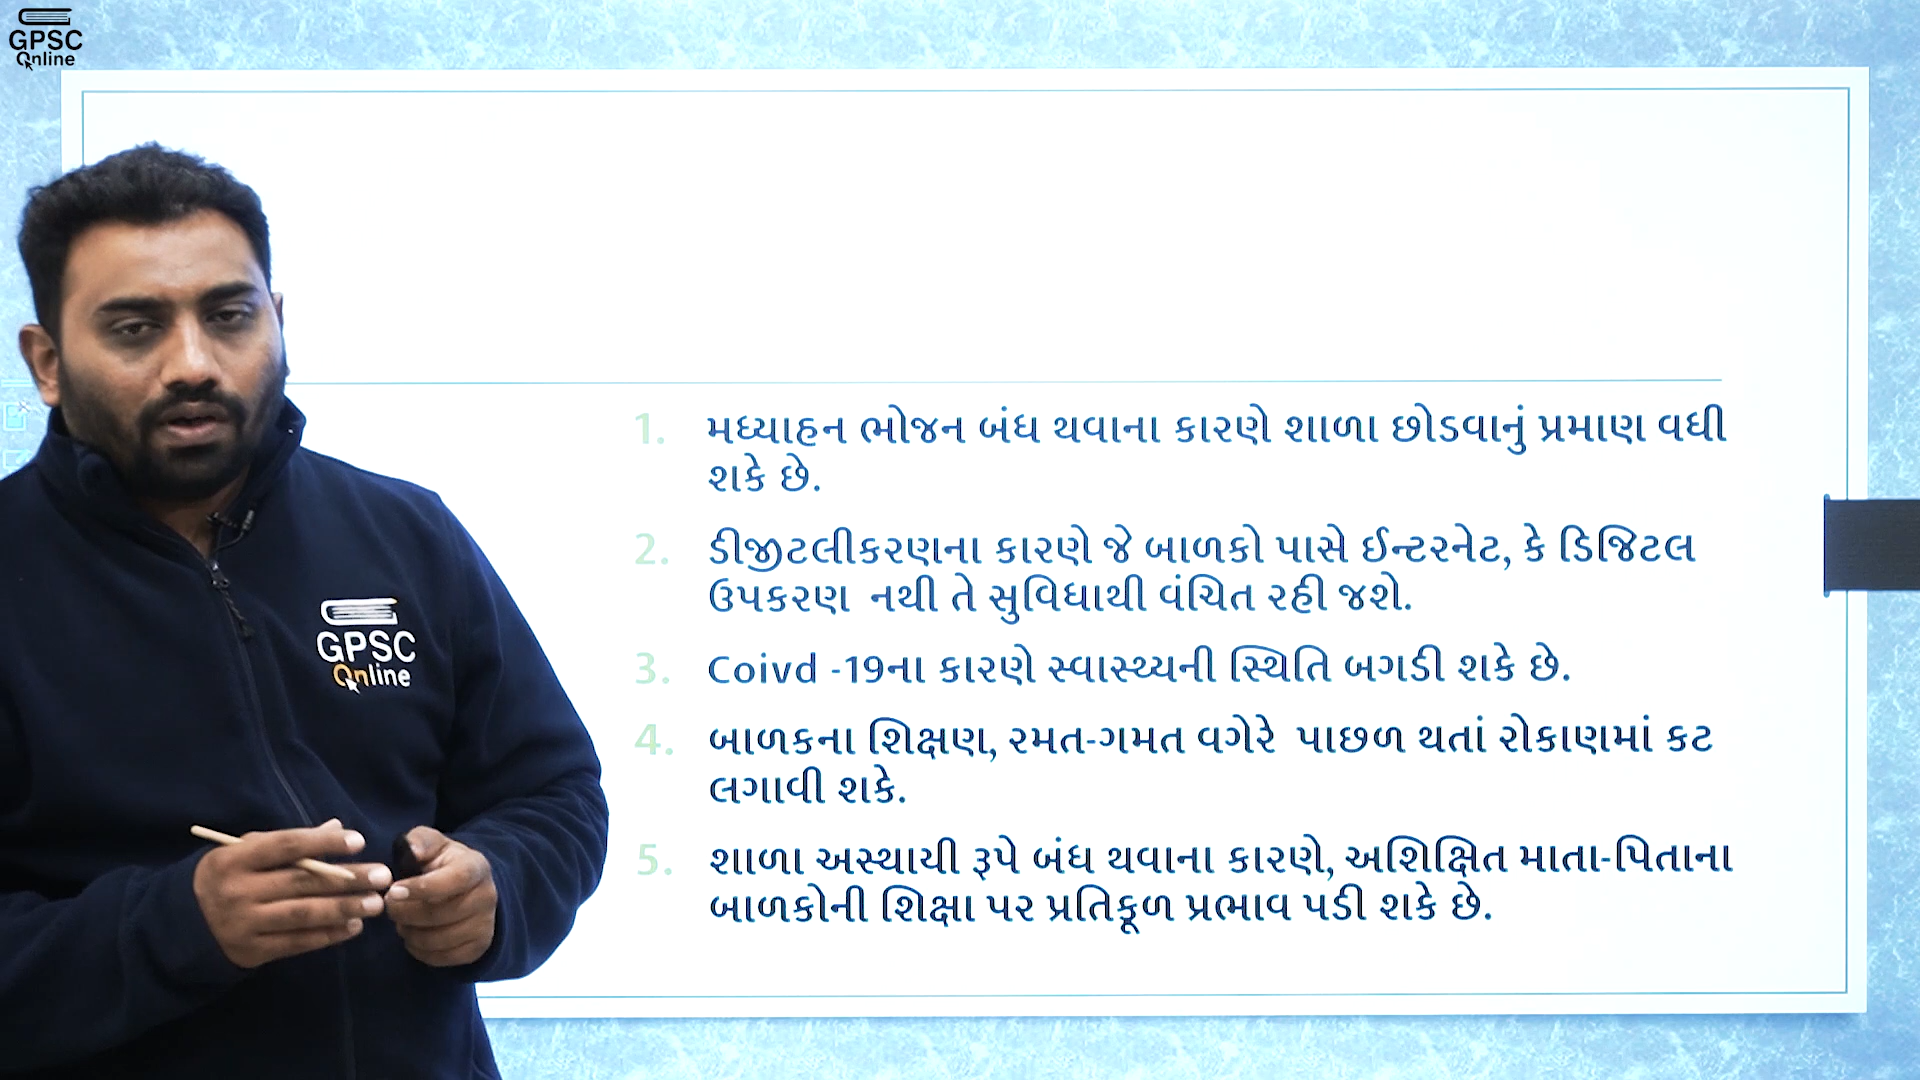 GPSC
Online
1. મધ્યાહન ભોજન બંધ થવાના કારણે શાળા છોડવાનું પ્રમાણ વધી
શકે છે.
2. ડીજીટલીકરણના કારણે જે બાળકો પાસે ઈન્ટરનેટ, કે ડિજિટલ
ઉપકરણ નથી તે સુવિધાથી વંચિત રહી જશે.
3. Coivd -19ના કારણે સ્વાસ્થ્યની સ્થિતિ બગડી શકે છે.
4. બાળકના શિક્ષણ, રમત-ગમત વગેરે પાછળ થતાં રોકાણમાં કટ
લગાવી શકે.
5. શાળા અસ્થાયી રૂપે બંધ થવાના કારણે, અશિક્ષિત માતા-પિતાના
બાળકોની શિક્ષા પર પ્રતિકૂળ પ્રભાવ પડી શકે છે.
GPSC
Online